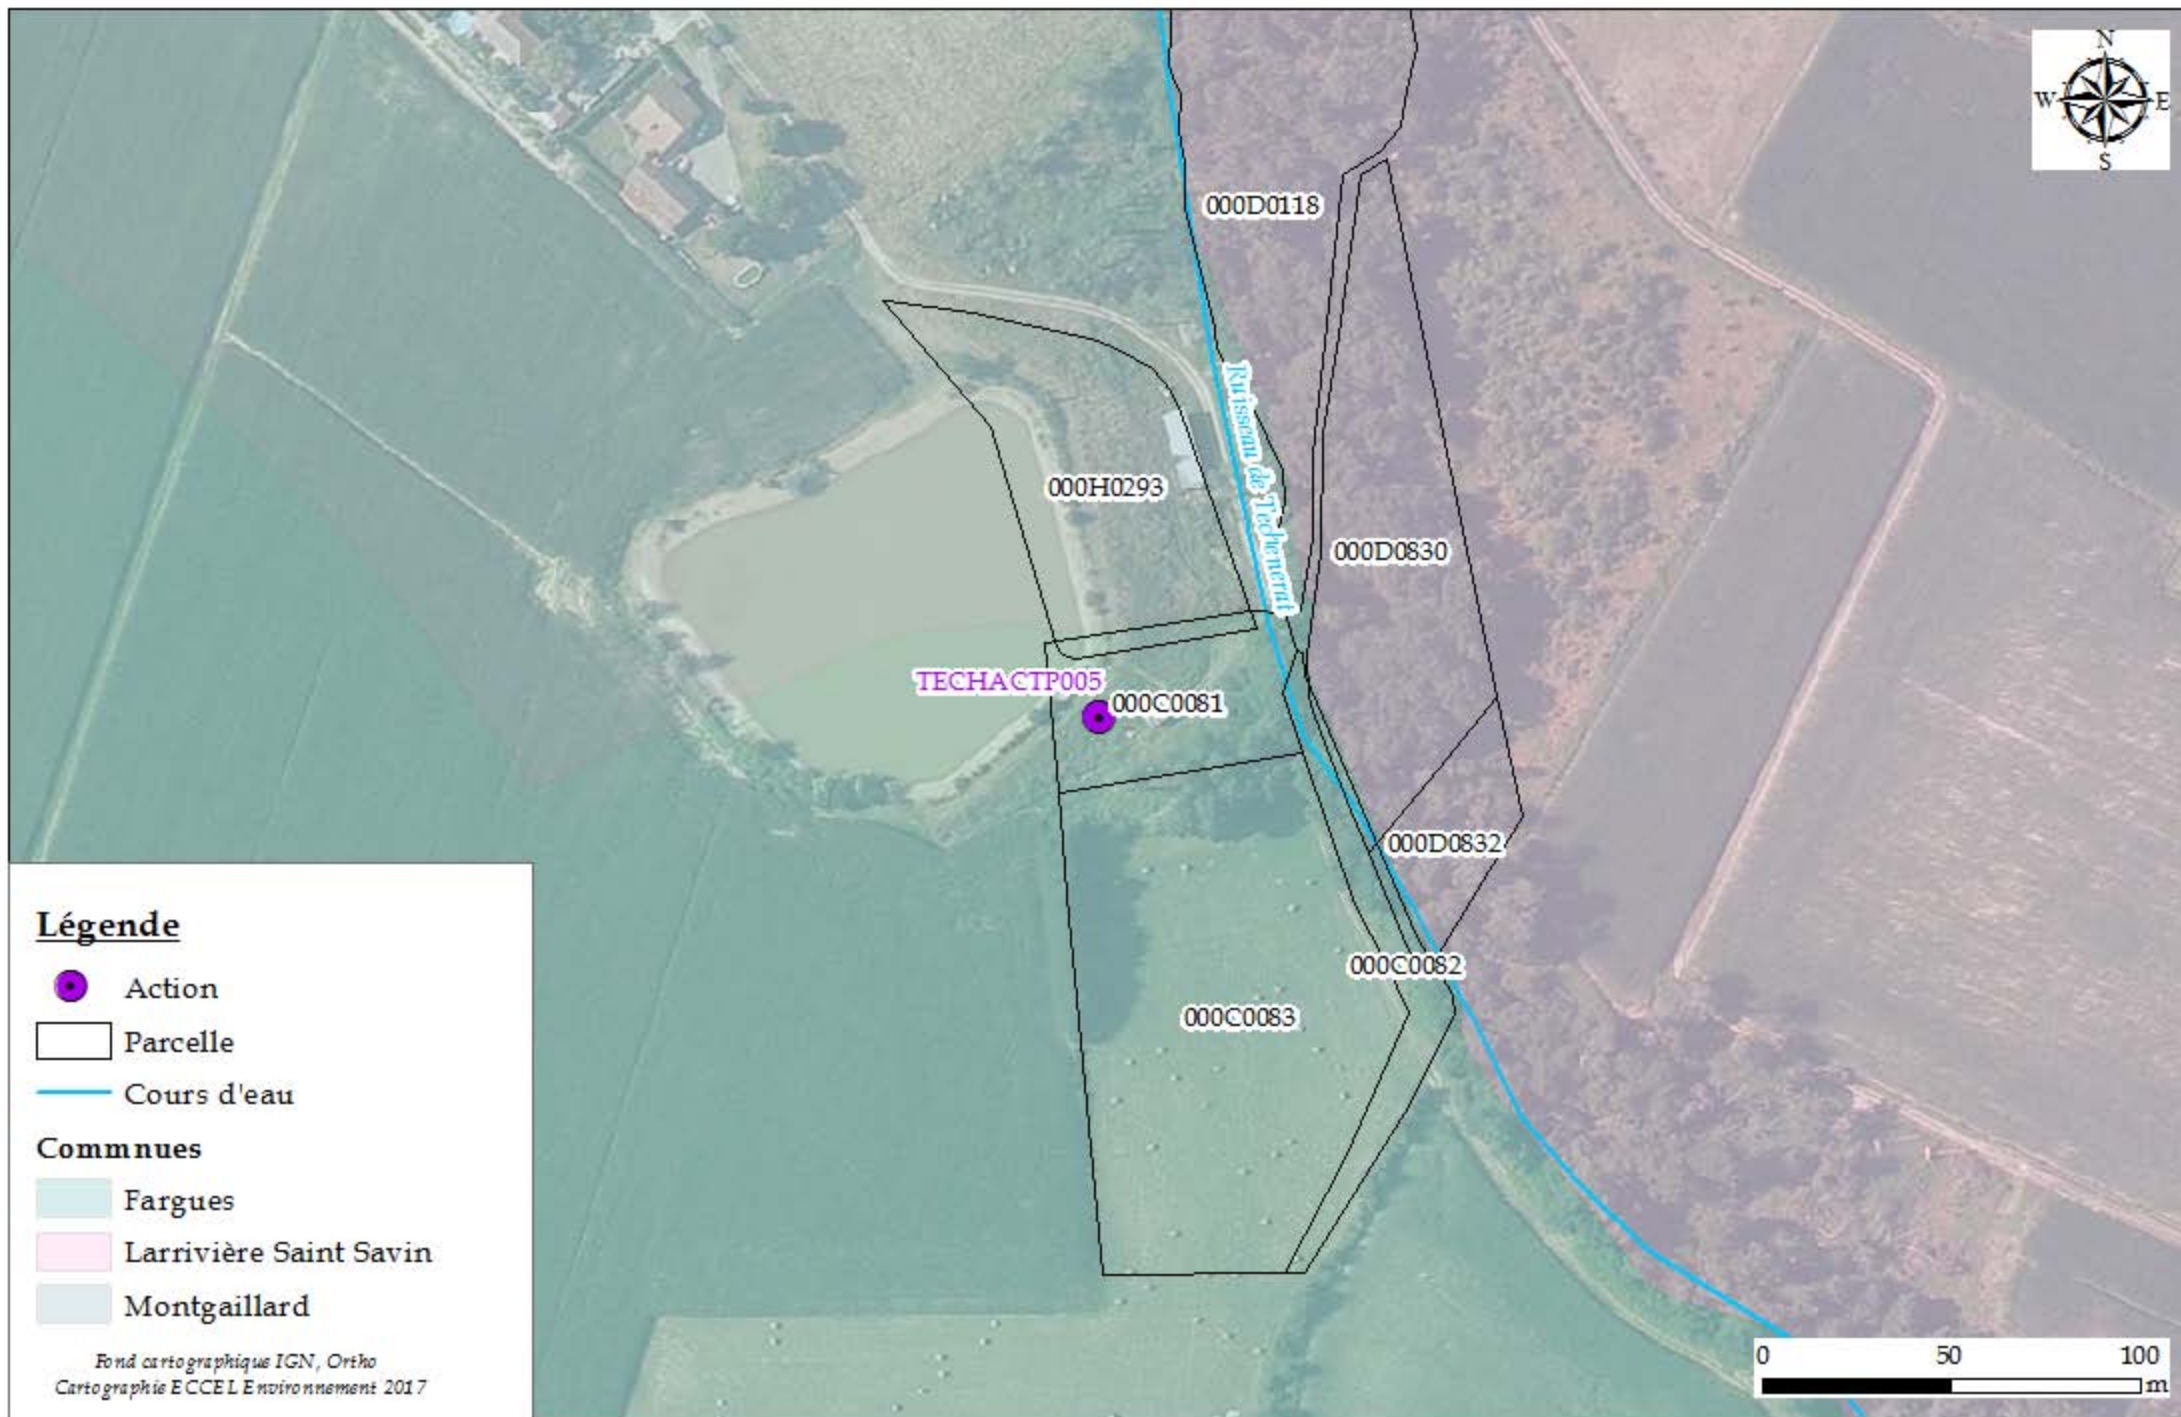 N
W E
S
000D0118
Ruisseau de Techenerat
000H0293
000D0830
TECHACTP005
000C0081
000D0832
000C0082
000C0083
Légende
Action
Parcelle
Cours d'eau
Commnues
Fargues
Larrivière Saint Savin
Montgaillard
Fond cartographique IGN, Ortho
Cartographie ECCEL Environnement 2017
0 50 100
m